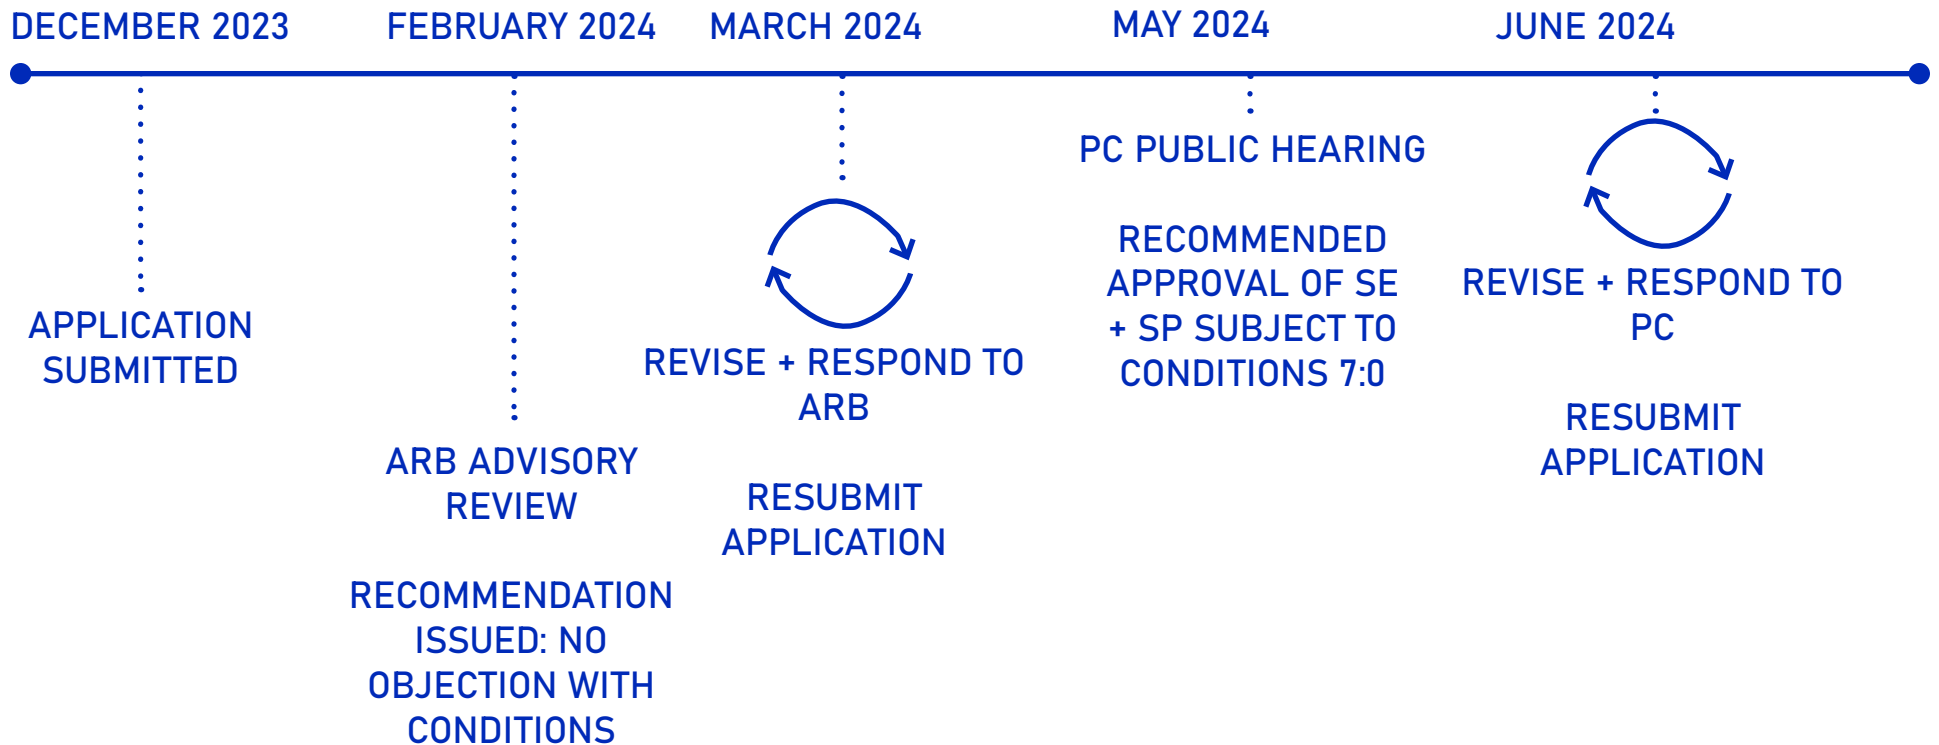 DECEMBER 2023
FEBRUARY 2024
MARCH 2024
MAY 2024
JUNE 2024
APPLICATION
SUBMITTED
ARB ADVISORY
REVIEW
RECOMMENDATION
ISSUED: NO
OBJECTION WITH
CONDITIONS
REVISE + RESPOND TO
ARB
RESUBMIT
APPLICATION
PC PUBLIC HEARING
RECOMMENDED
APPROVAL OF SE
+ SP SUBJECT TO
CONDITIONS 7:0
REVISE + RESPOND TO
PC
RESUBMIT
APPLICATION